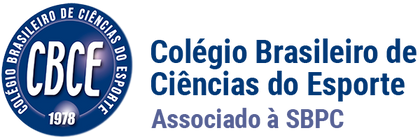 COLÉGIO BRASILEIRO DE CIÊNCIAS DO ESPORTE
CBCE
1978
Colégio Brasileiro de
Ciências do Esporte
Associado à SBPC